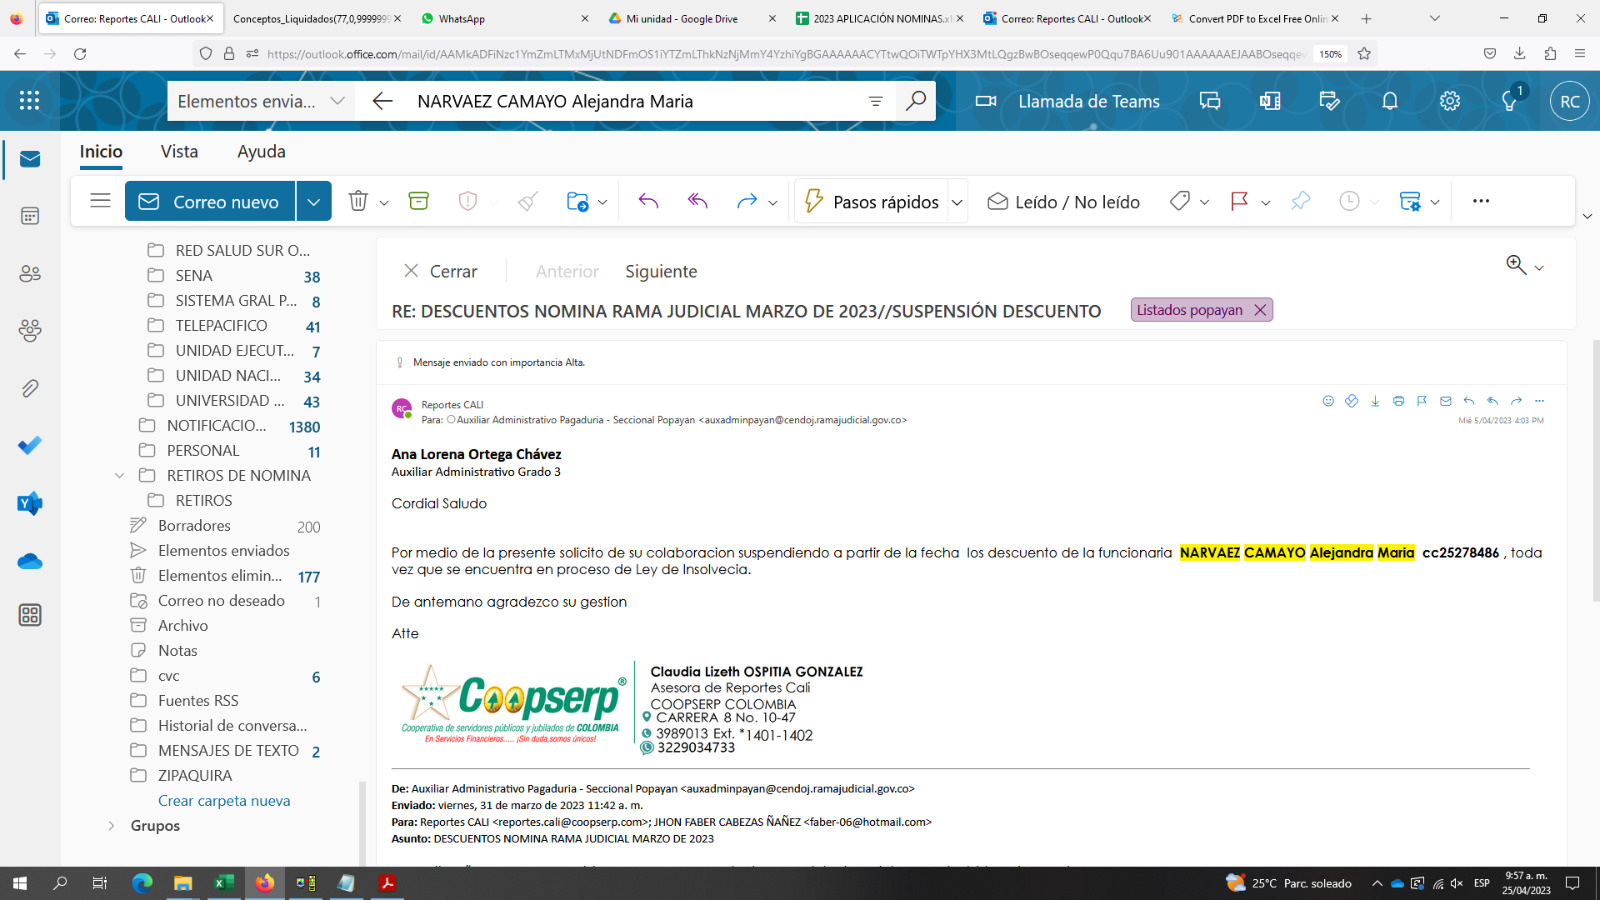 Correo: Reportes CALI - Outlook
Conceptos_Liquidados(77,0,9999999
WhatsApp
Mi unidad - Google Drive
2023 APLICACIÓN NOMINAS.x
Correo: Reportes CALI - Outlook
Convert PDF to Excel Free Onlin
150%
Elementos envia...
NARVAEZ CAMAYO Alejandra Maria
Llamada de Teams
1
RC
Inicio
Vista
Ayuda
Correo nuevo
Pasos rápidos
Leído / No leído
RED SALUD SUR O...
SENA 38
SISTEMA GRAL P... 8
TELEPACIFICO 41
UNIDAD EJECUT... 7
UNIDAD NACI... 34
UNIVERSIDAD ... 43
NOTIFICACIO... 1380
PERSONAL 11
RETIROS DE NOMINA
RETIROS
Borradores 200
Elementos enviados
Elementos elimin... 177
Correo no deseado 1
Archivo
Notas
cvc 6
Fuentes RSS
Historial de conversa...
MENSAJES DE TEXTO 2
ZIPAQUIRA
Crear carpeta nueva
Grupos
Cerrar
Anterior
Siguiente
RE: DESCUENTOS NOMINA RAMA JUDICIAL MARZO DE 2023//SUSPENSIÓN DESCUENTO
Listados popayan
Mensaje enviado con importancia Alta.
RC
Reportes CALI
Para: Auxiliar Administrativo Pagaduria - Seccional Popayan <auxadminpayan@cendoj.ramajudicial.gov.co>
Mié 5/04/2023 4:03 PM
Ana Lorena Ortega Chávez
Auxiliar Administrativo Grado 3
Cordial Saludo
Por medio de la presente solicito de su colaboracion suspendiendo a partir de la fecha los descuento de la funcionaria NARVAEZ CAMAYO Alejandra Maria cc25278486 , toda
vez que se encuentra en proceso de Ley de Insolvecia.
De antemano agradezco su gestion
Atte
Coopserp®
Cooperativa de servidores públicos y jubilados de COLOMBIA
En Servicios Financieros..... ¡Sin duda,somos únicos!
Claudia Lizeth OSPITIA GONZALEZ
Asesora de Reportes Cali
COOPSERP COLOMBIA
CARRERA 8 No. 10-47
3989013 Ext. *1401-1402
3229034733
De: Auxiliar Administrativo Pagaduria - Seccional Popayan <auxadminpayan@cendoj.ramajudicial.gov.co>
Enviado: viernes, 31 de marzo de 2023 11:42 a. m.
Para: Reportes CALI <reportes.cali@coopserp.com>; JHON FABER CABEZAS ÑAÑEZ <faber-06@hotmail.com>
Asunto: DESCUENTOS NOMINA RAMA JUDICIAL MARZO DE 2023
25°C Parc. soleado
ESP
9:57 a. m.
25/04/2023